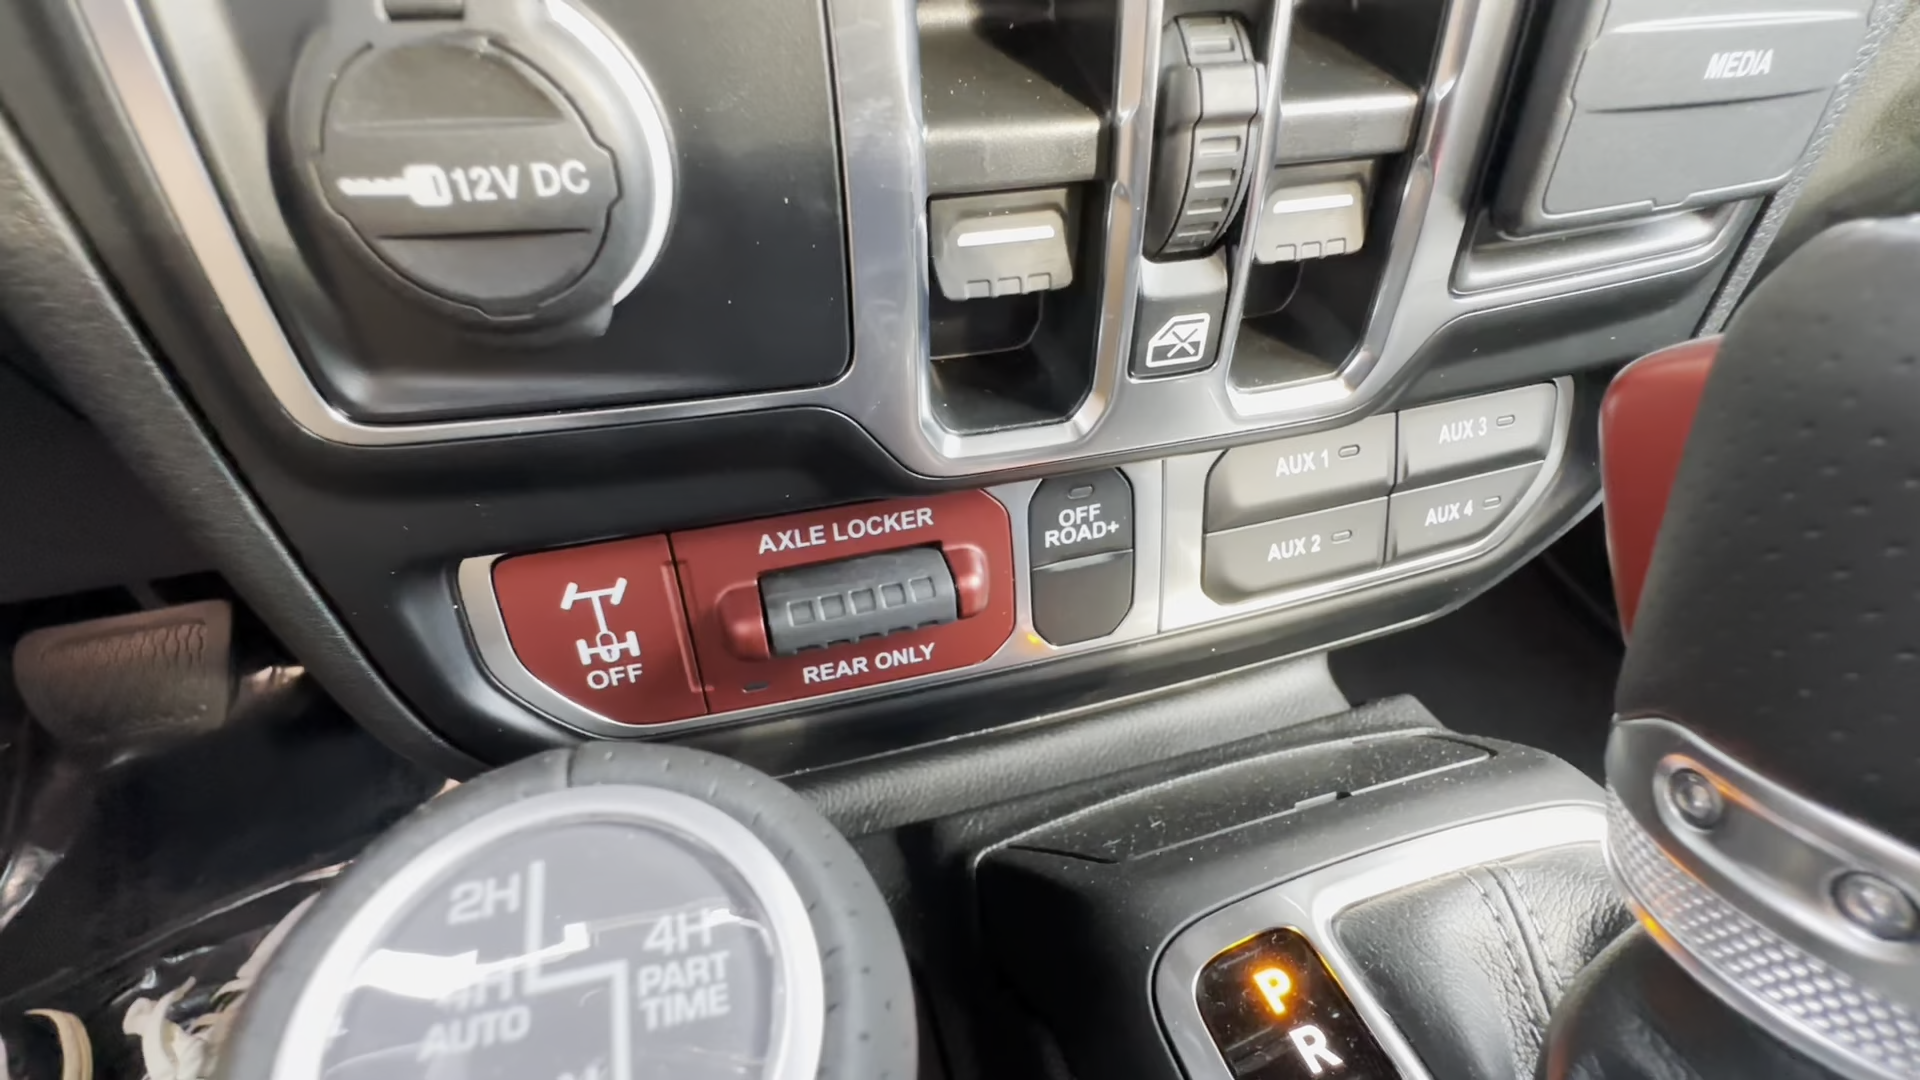 12V DC
MEDIA
AUX 1
AUX 3
AUX 2
AUX 4
OFF
ROAD+
AXLE LOCKER
REAR ONLY
OFF
2H
4H
PART
TIME
4H
AUTO
P
R